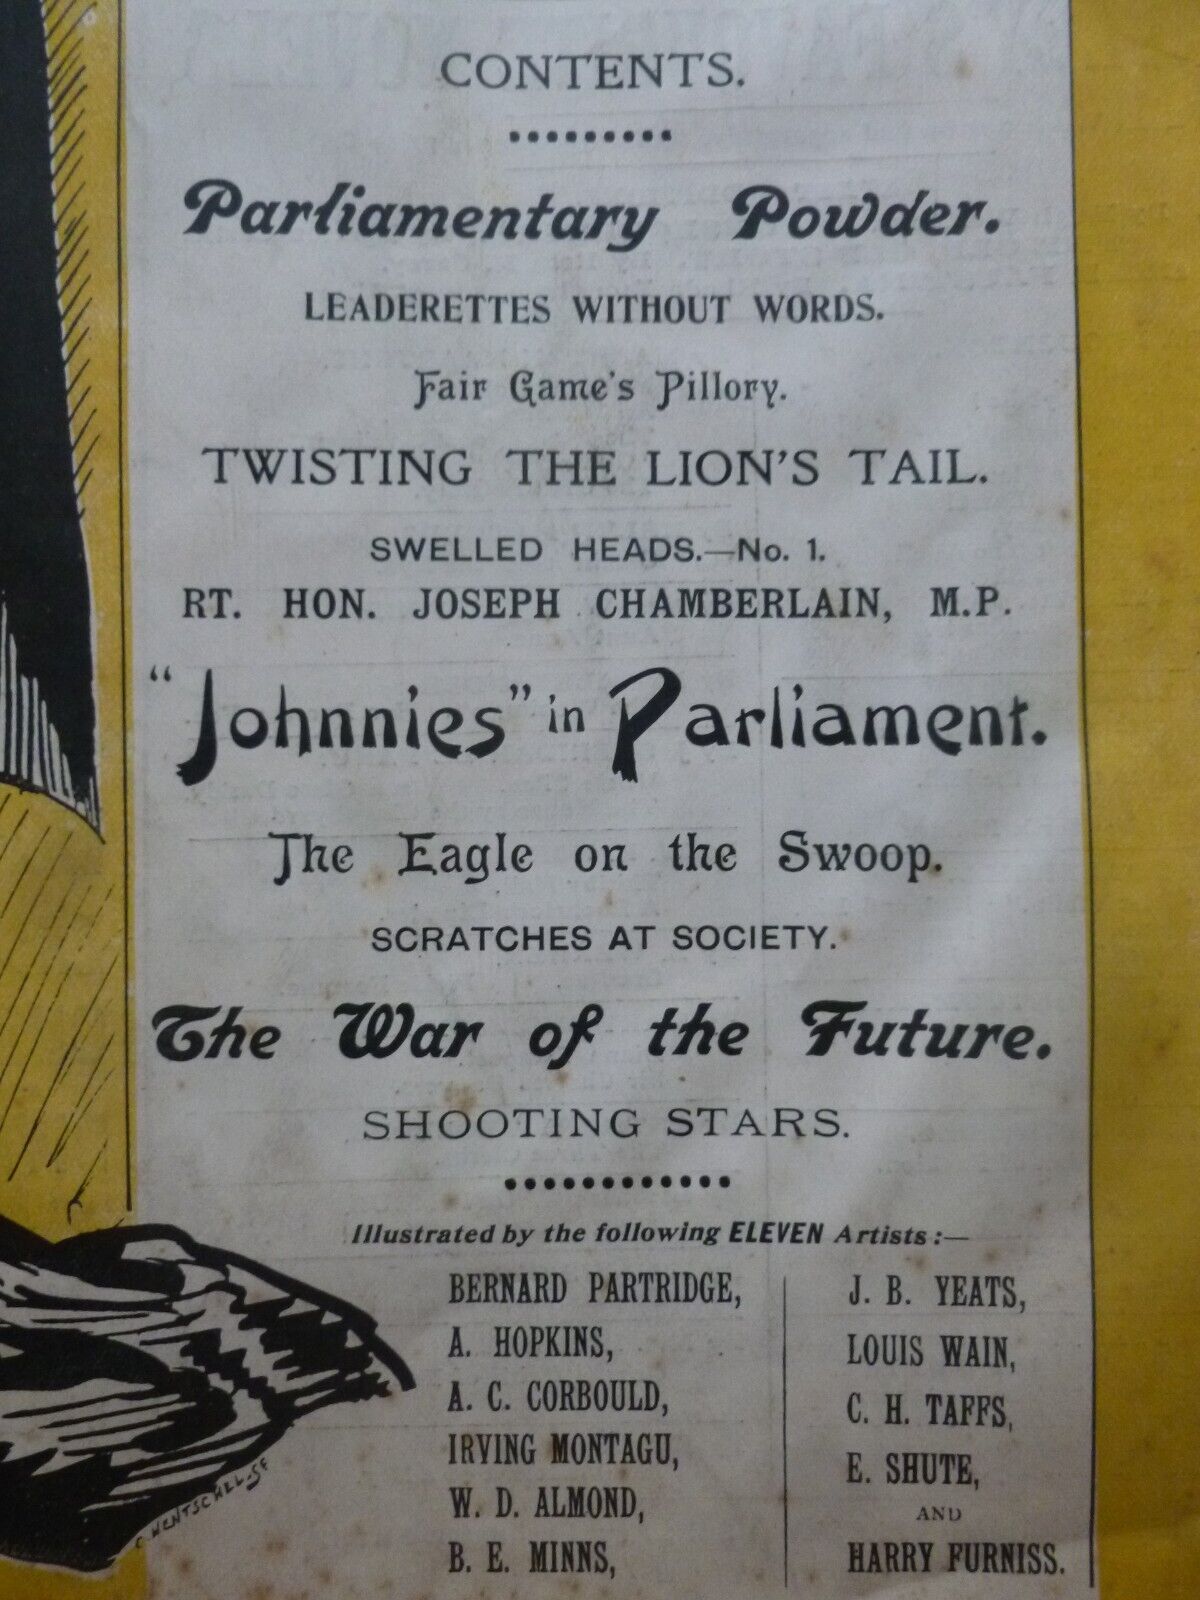 CONTENTS.
Parliamentary Powder.
LEADERETTES WITHOUT WORDS.
Fair Game's Pillory.
TWISTING THE LION'S TAIL.
SWELLED HEADS.—No. 1.
RT. HON. JOSEPH CHAMBERLAIN, M.P.
"Johnnies" in Parliament.
The Eagle on the Swoop.
SCRATCHES AT SOCIETY.
The War of the Future.
SHOOTING STARS.
Illustrated by the following ELEVEN Artists:—
BERNARD PARTRIDGE,
A. HOPKINS,
A. C. CORBOULD,
IRVING MONTAGU,
W. D. ALMOND,
B. E. MINNS,
J. B. YEATS,
LOUIS WAIN,
C. H. TAFFS,
E. SHUTE,
AND
HARRY FURNISS.
C. HENTSCHEL-SC